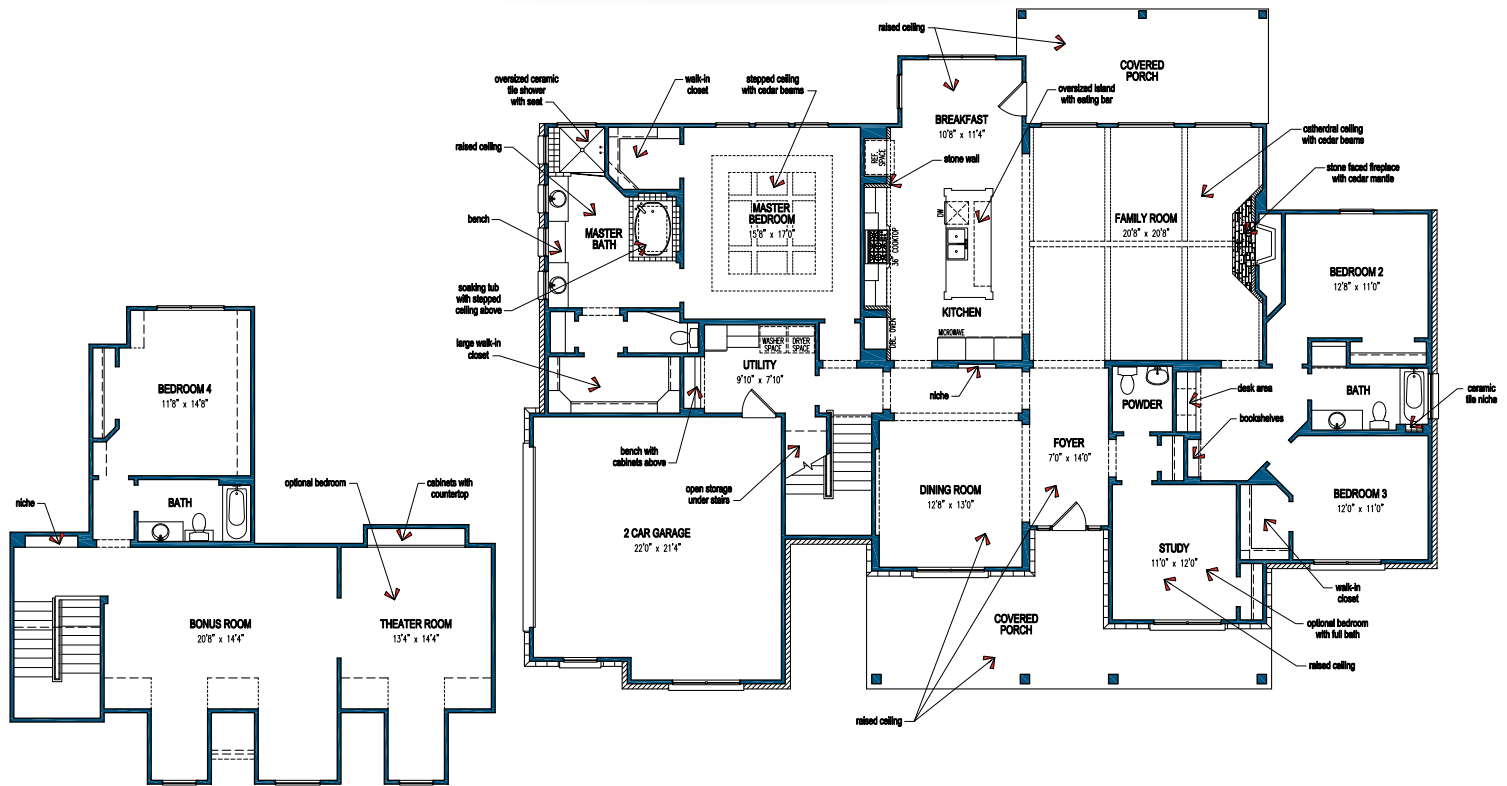 raised ceiling
COVERED
PORCH
oversized ceramic
tile shower
with seat
walk-in
closet
stepped ceiling
with cedar beams
oversized island
with eating bar
BREAKFAST
10'8" x 11'4"
cathedral ceiling
with cedar beams
raised ceiling
REF.
SPACE
stone wall
stone faced fireplace
with cedar mantle
bench
MASTER
BATH
MASTER
BEDROOM
15'8" x 17'0"
DW
36" COOKTOP
FAMILY ROOM
20'8" x 20'8"
BEDROOM 2
12'8" x 11'0"
soaking tub
with stepped
ceiling above
KITCHEN
DBL. OVEN
MICROWAVE
large walk-in
closet
WASHER
SPACE
DRYER
SPACE
UTILITY
9'10" x 7'10"
BEDROOM 4
11'8" x 14'8"
niche
POWDER
desk area
BATH
ceramic
tile niche
bookshelves
bench with
cabinets above
FOYER
7'0" x 14'0"
open storage
under stairs
DINING ROOM
12'8" x 13'0"
BEDROOM 3
12'0" x 11'0"
niche
BATH
optional bedroom
cabinets with
countertop
2 CAR GARAGE
22'0" x 21'4"
STUDY
11'0" x 12'0"
walk-in
closet
BONUS ROOM
20'8" x 14'4"
THEATER ROOM
13'4" x 14'4"
COVERED
PORCH
optional bedroom
with full bath
raised ceiling
raised ceiling